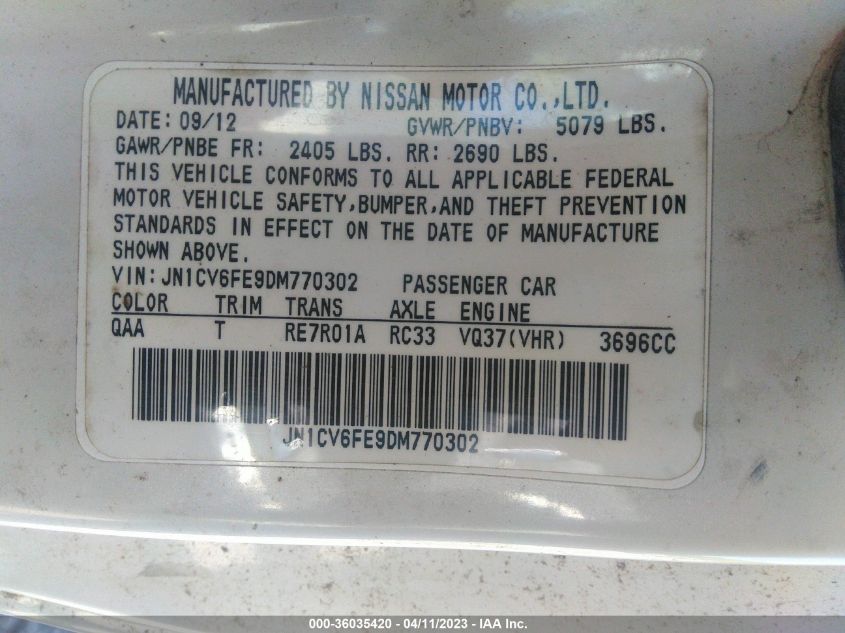 MANUFACTURED BY NISSAN MOTOR CO.,LTD.
DATE: 09/12 GVWR/PNBV: 5079 LBS.
GAWR/PNBE FR: 2405 LBS. RR: 2690 LBS.
THIS VEHICLE CONFORMS TO ALL APPLICABLE FEDERAL
MOTOR VEHICLE SAFETY,BUMPER,AND THEFT PREVENTION
STANDARDS IN EFFECT ON THE DATE OF MANUFACTURE
SHOWN ABOVE.
VIN:JN1CV6FE9DM770302 PASSENGER CAR
COLOR TRIM TRANS AXLE ENGINE
QAA T RE7R01A RC33 VQ37(VHR) 3696CC
JN1CV6FE9DM770302
000-36035420 - 04/11/2023 - IAA Inc.